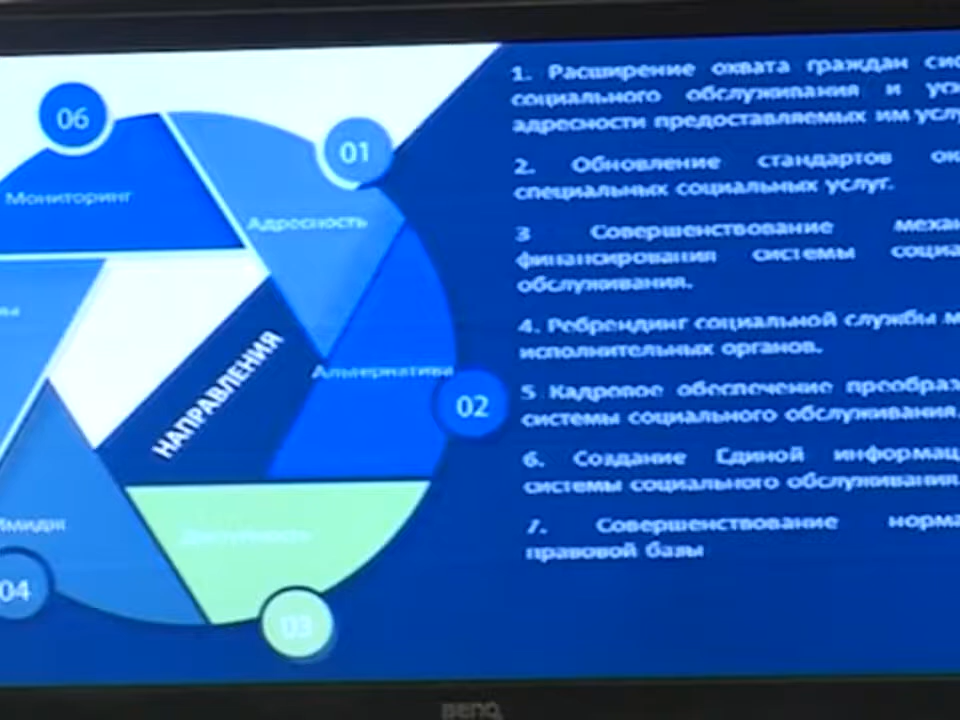 06
01
Мониторинг
Адресность
НАПРАВЛЕНИЯ
Альтернатива
02
Доступность
03
Имидж
04
1. Расширение охвата граждан
социального обслуживания и
адресности предоставляемых им
2. Обновление стандартов
специальных социальных услуг.
3 Совершенствование
финансирования системы
обслуживания.
4. Ребрендинг социальной службы
исполнительных органов.
5 Кадровое обеспечение
системы социального обслуживания.
6. Создание Единой
системы социального обслуживания.
7. Совершенствование
правовой базы
BenQ